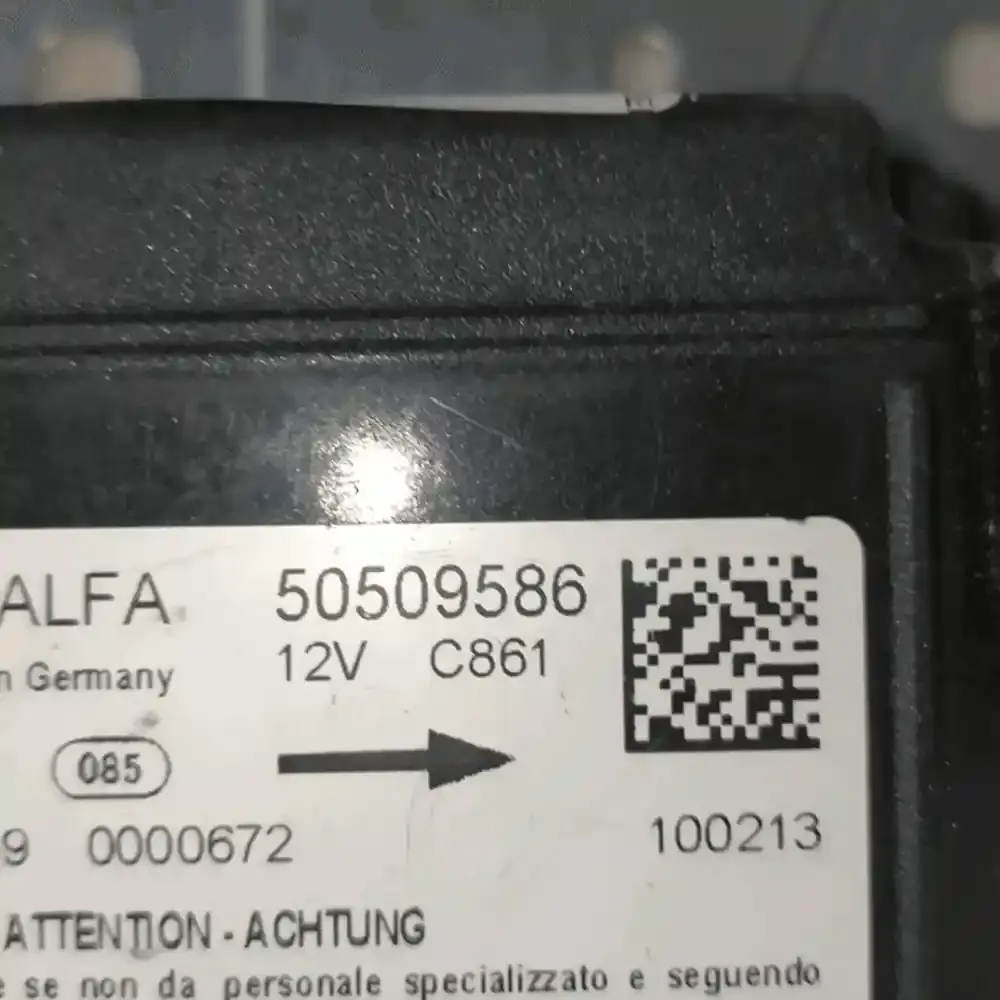 ALFA 50509586
12V C861
n Germany
085
9 0000672 100213
ATTENTION - ACHTUNG
e se non da personale specializzato e seguendo